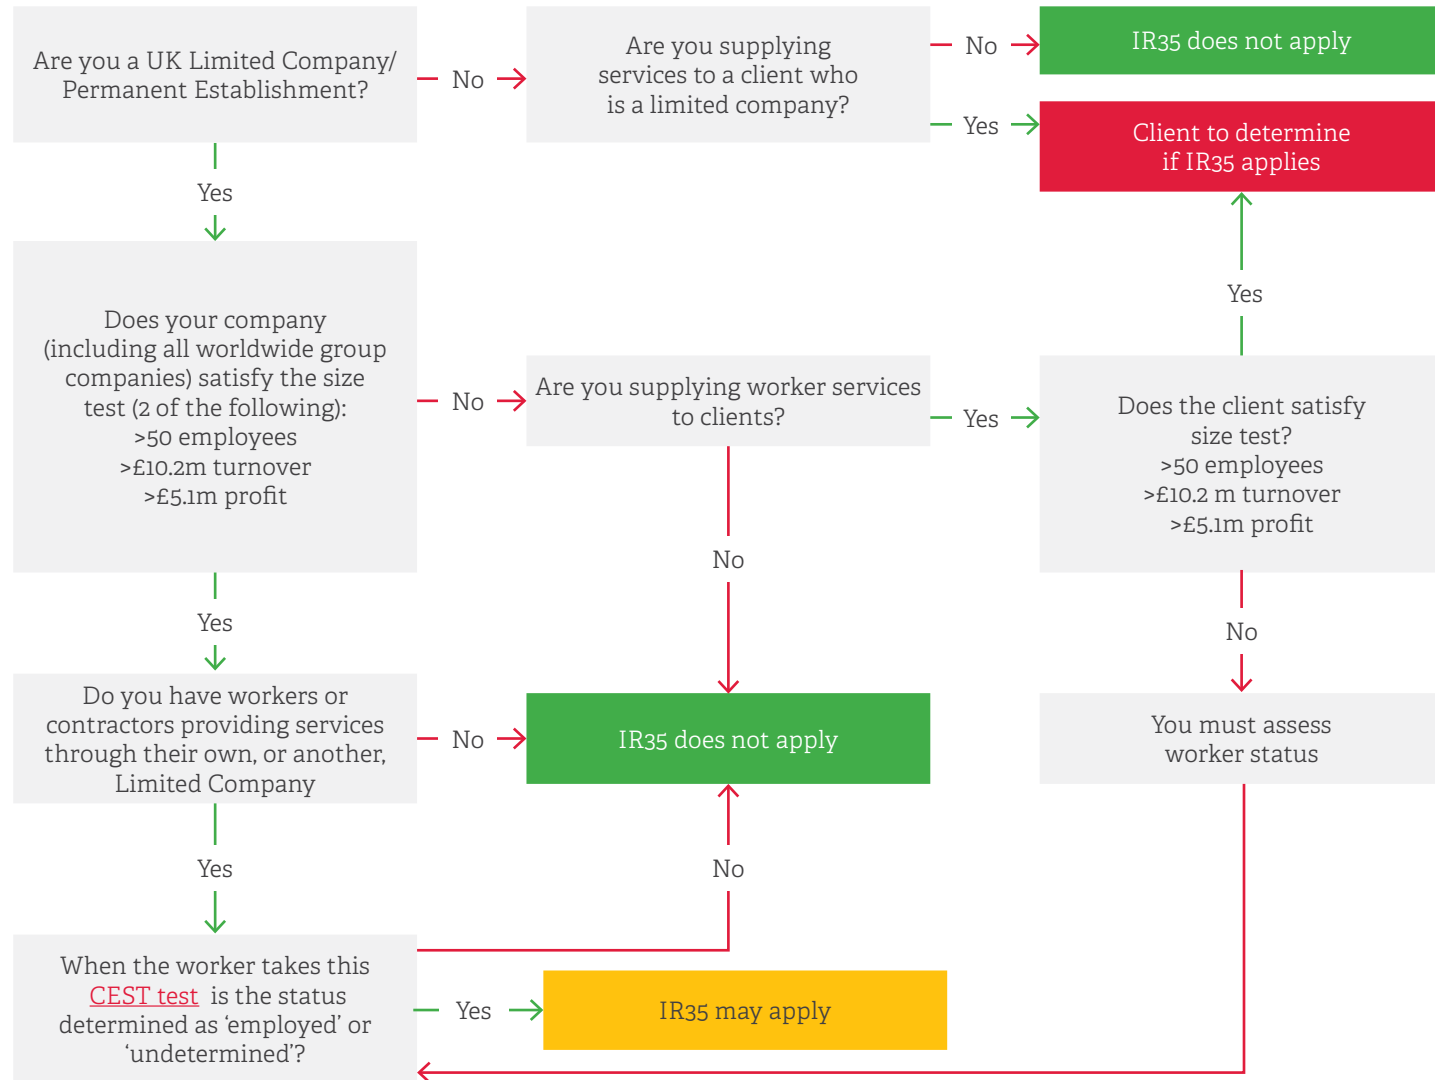 Are you a UK Limited Company/
Permanent Establishment?
No
Are you supplying
services to a client who
is a limited company?
No
IR35 does not apply
Yes
Client to determine
if IR35 applies
Yes
Does your company
(including all worldwide group
companies) satisfy the size
test (2 of the following):
>50 employees
>£10.2m turnover
>£5.1m profit
No
Are you supplying worker services
to clients?
Yes
Does the client satisfy
size test?
>50 employees
>£10.2 m turnover
>£5.1m profit
Yes
No
No
Yes
Do you have workers or
contractors providing services
through their own, or another,
Limited Company
No
IR35 does not apply
You must assess
worker status
Yes
No
When the worker takes this
CEST test is the status
determined as ‘employed’ or
‘undetermined’?
Yes
IR35 may apply